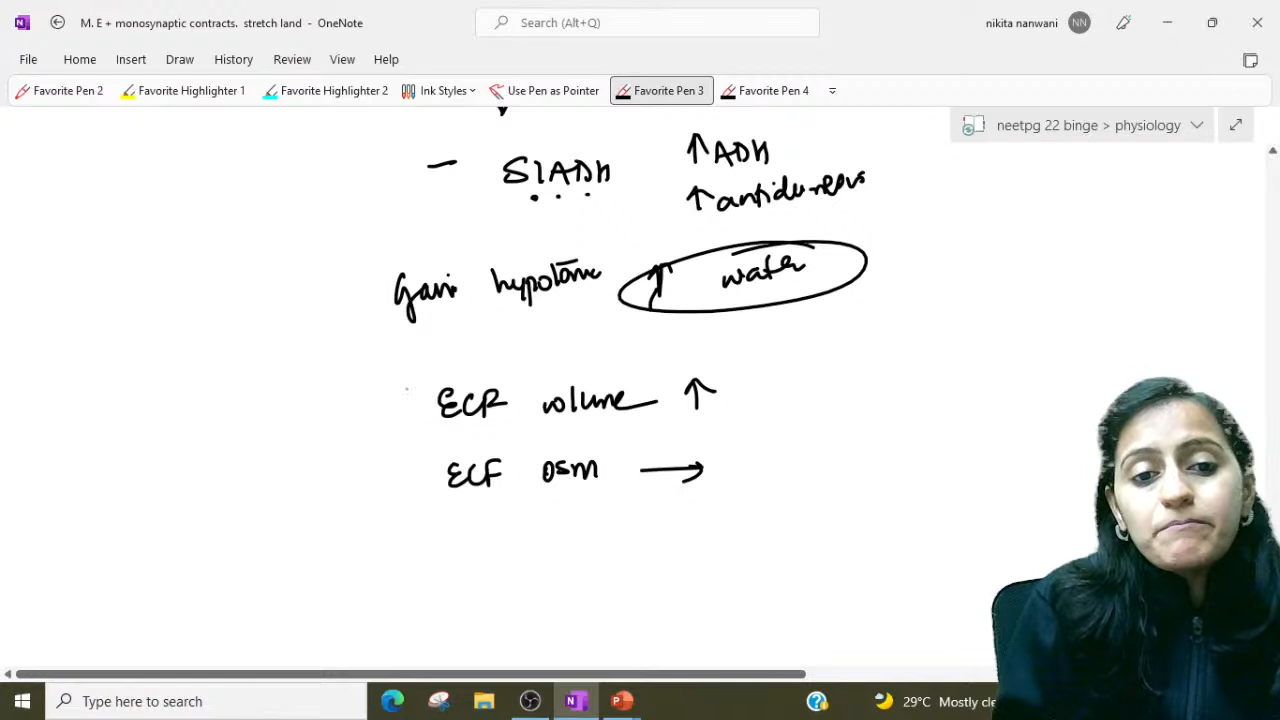 M. E + monosynaptic contracts. stretch land - OneNote
Search (Alt+Q)
nikita nanwani
NN
File Home Insert Draw History Review View Help
Favorite Pen 2 Favorite Highlighter 1 Favorite Highlighter 2 Ink Styles Use Pen as Pointer Favorite Pen 3 Favorite Pen 4
neetpg 22 binge > physiology
— SIADH ↑ ADH
↑
Gain hypotonic ↑ water
ECF volume ↑
ECF osm →
Type here to search
29°C Mostly cle